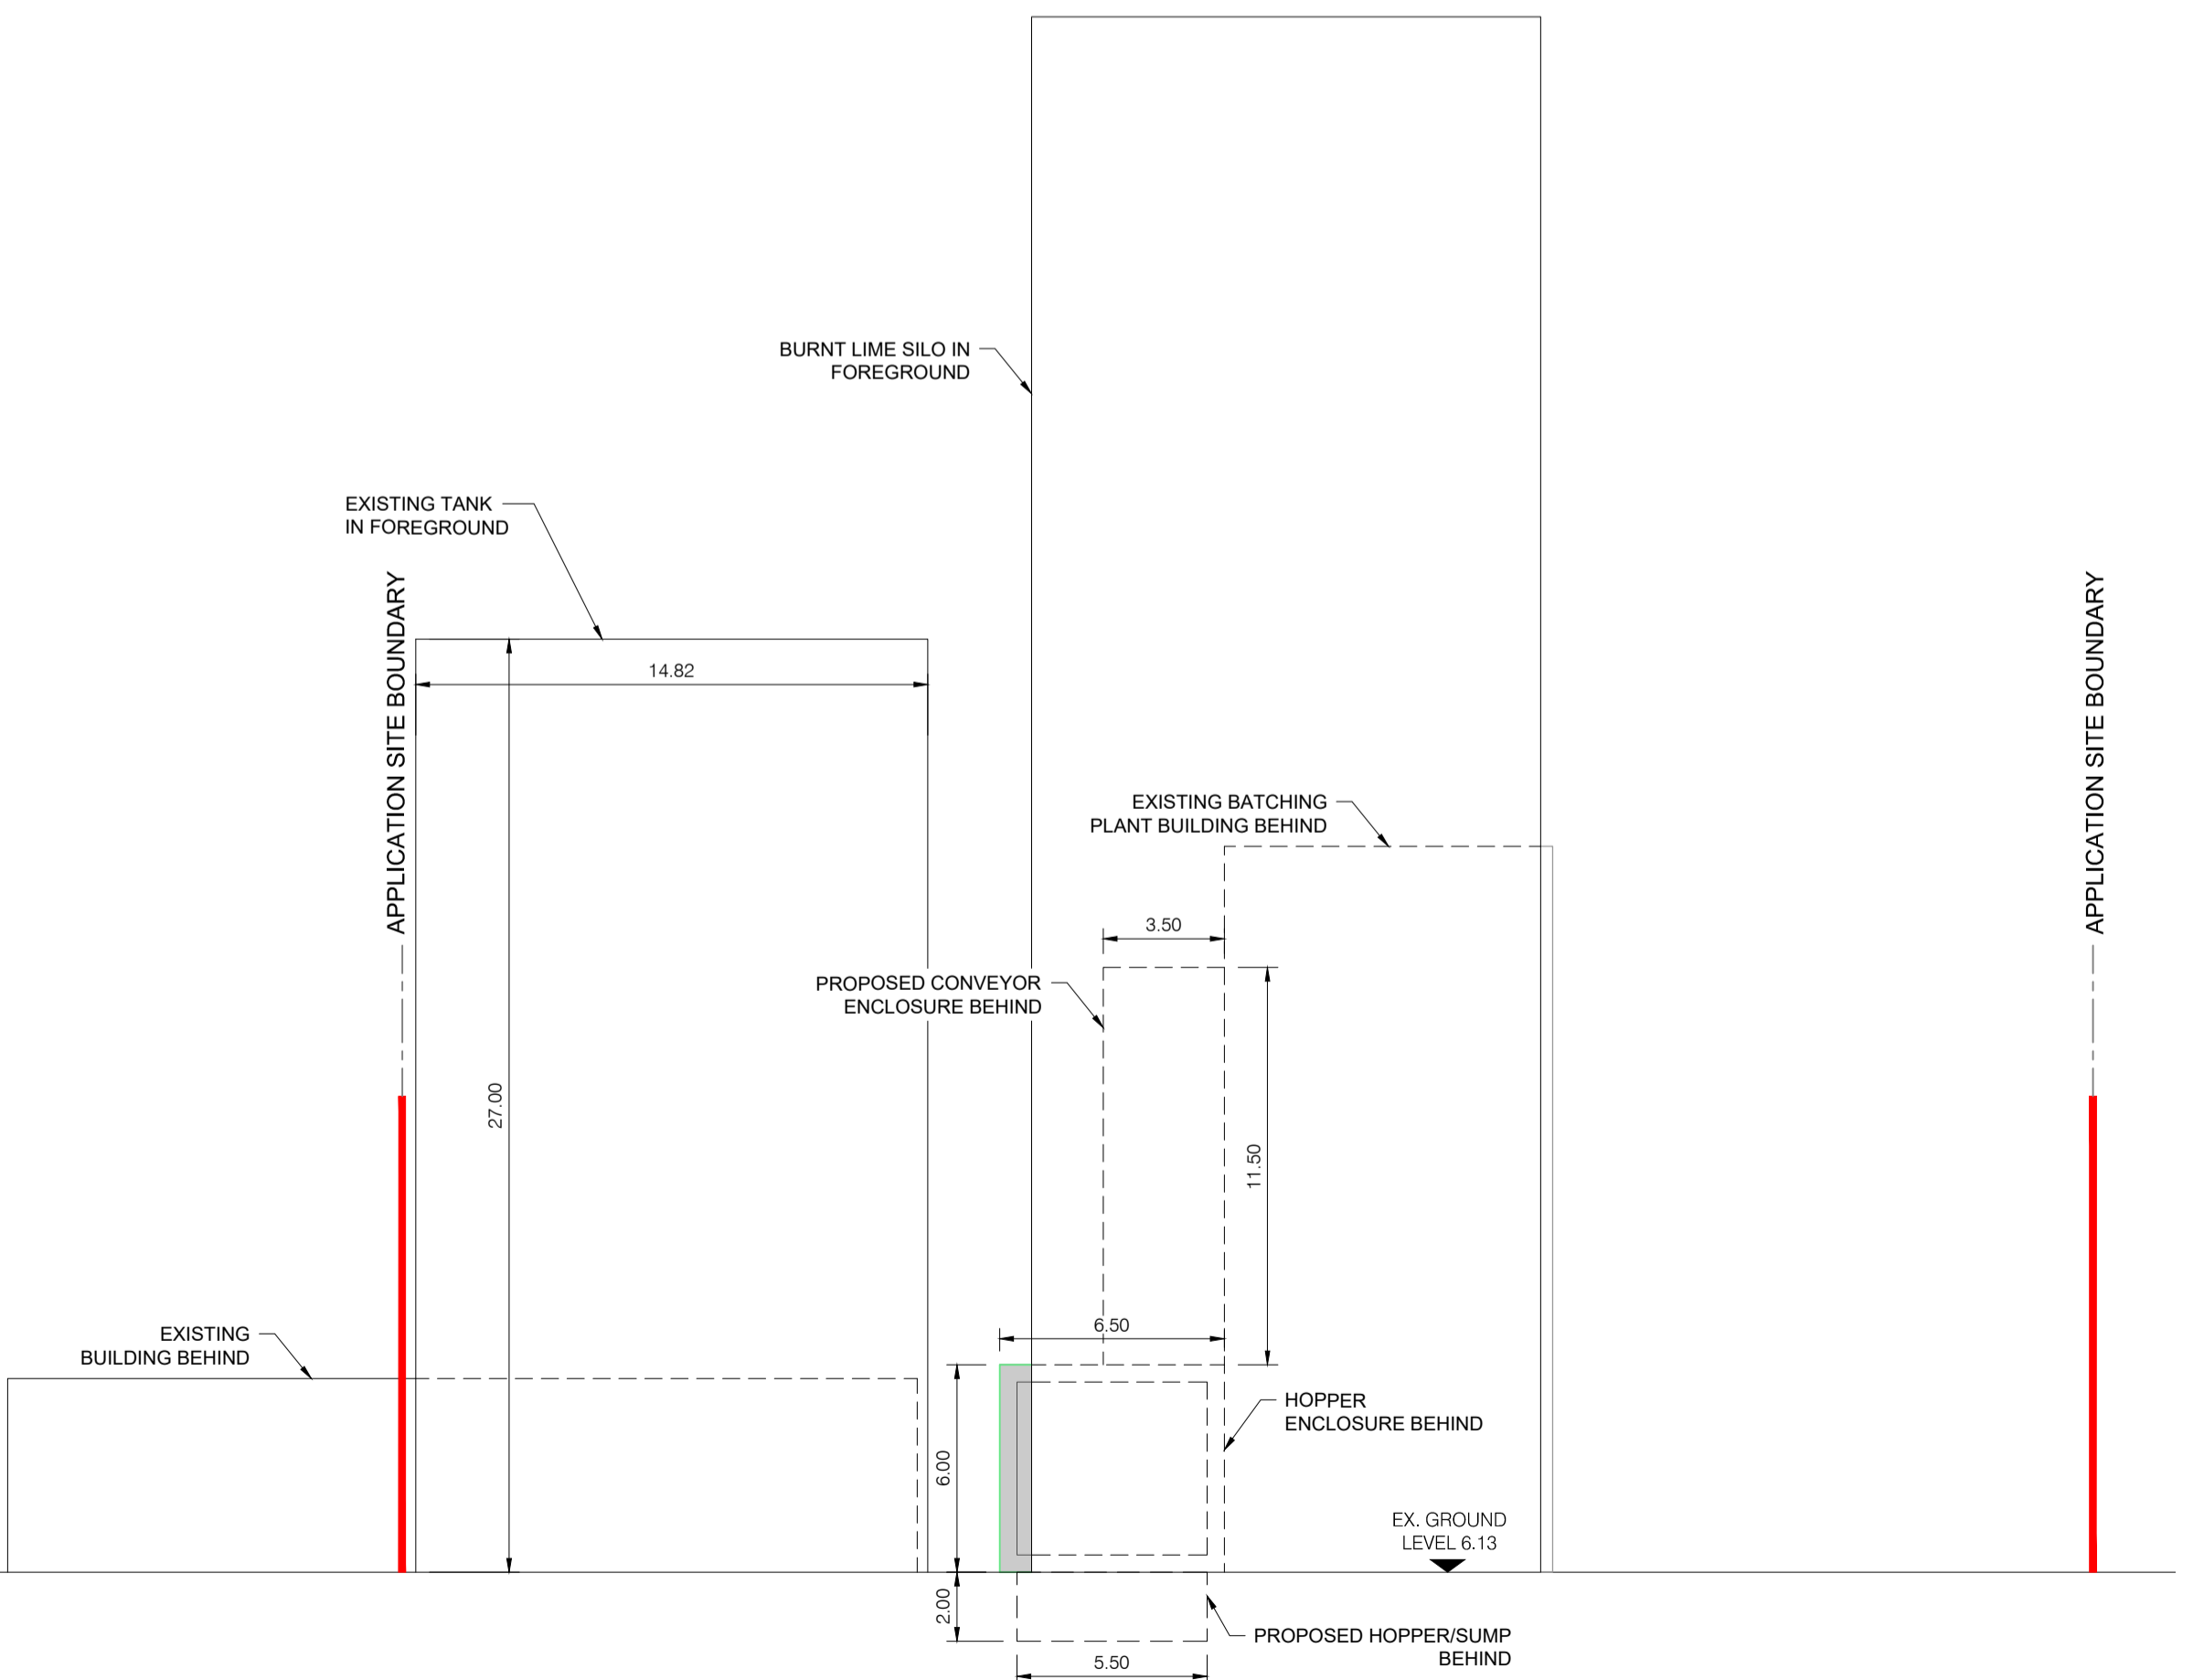 BURNT LIME SILO IN
FOREGROUND
EXISTING TANK
IN FOREGROUND
APPLICATION SITE BOUNDARY
APPLICATION SITE BOUNDARY
14.82
EXISTING BATCHING
PLANT BUILDING BEHIND
3.50
PROPOSED CONVEYOR
ENCLOSURE BEHIND
27.00
11.50
6.50
EXISTING
BUILDING BEHIND
HOPPER
ENCLOSURE BEHIND
6.00
EX. GROUND
LEVEL 6.13
2.00
PROPOSED HOPPER/SUMP
BEHIND
5.50